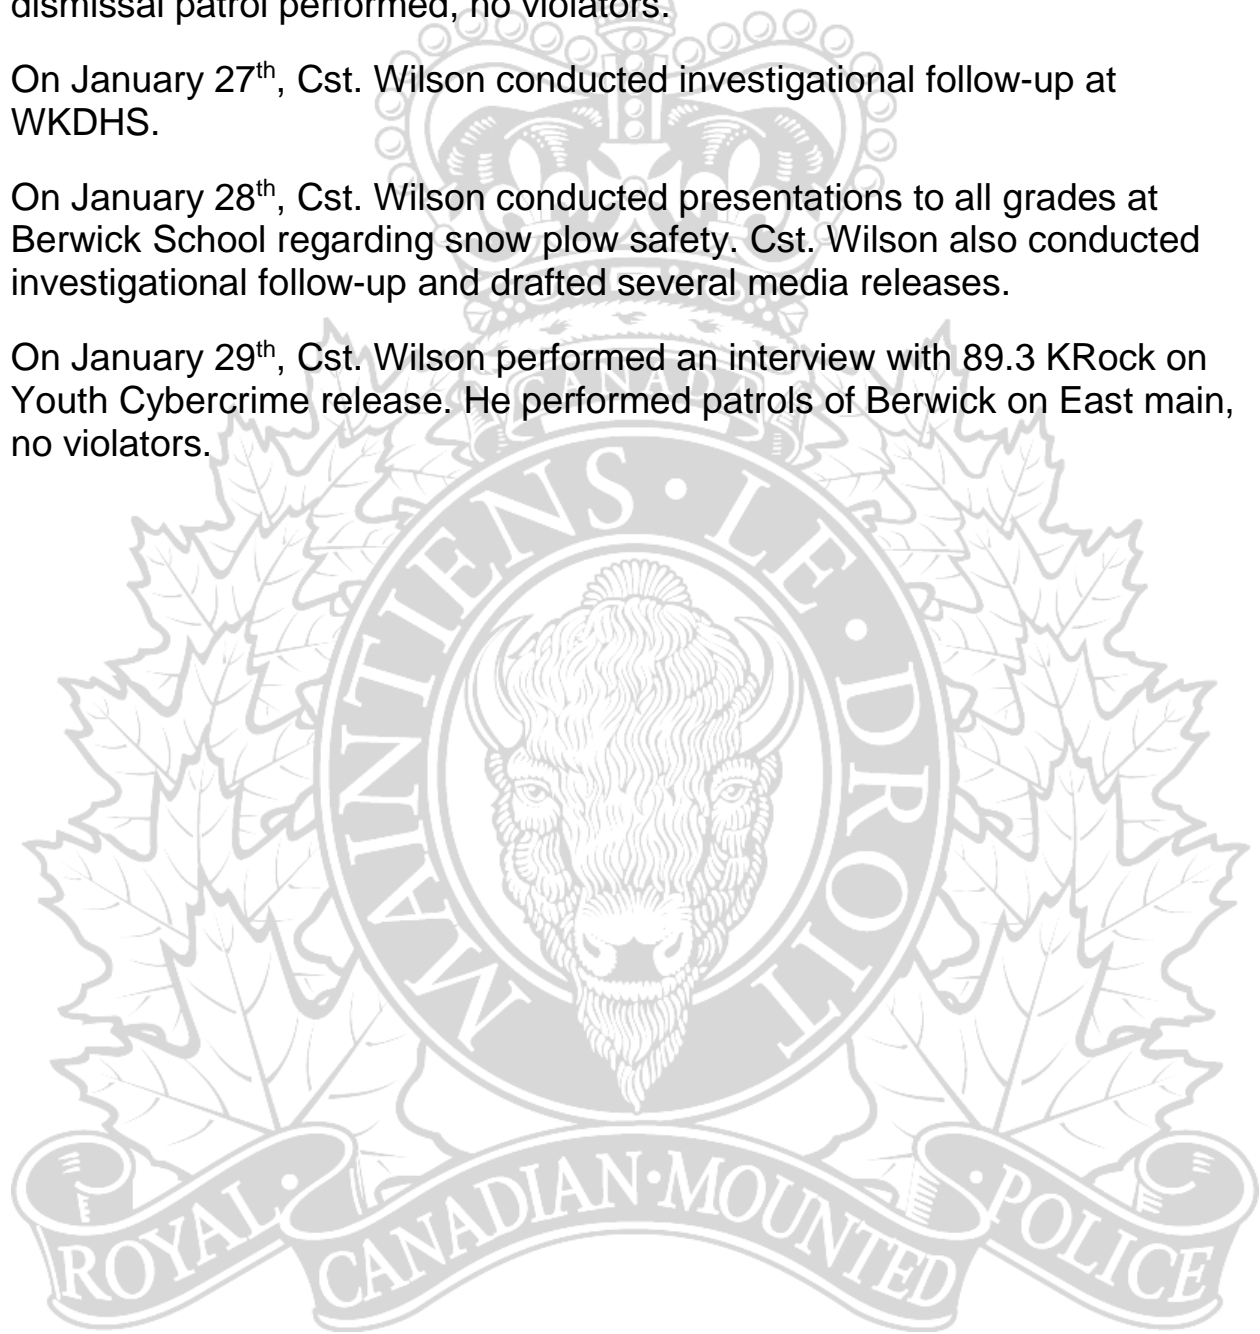 dismissal patrol performed, no violators.
On January 27th, Cst. Wilson conducted investigational follow-up at
WKDHS.
On January 28th, Cst. Wilson conducted presentations to all grades at
Berwick School regarding snow plow safety. Cst. Wilson also conducted
investigational follow-up and drafted several media releases.
On January 29th, Cst. Wilson performed an interview with 89.3 KRock on
Youth Cybercrime release. He performed patrols of Berwick on East main,
no violators.
CANADA
MAINTIENS · LE · DROIT
ROYAL · CANADIAN · MOUNTED · POLICE